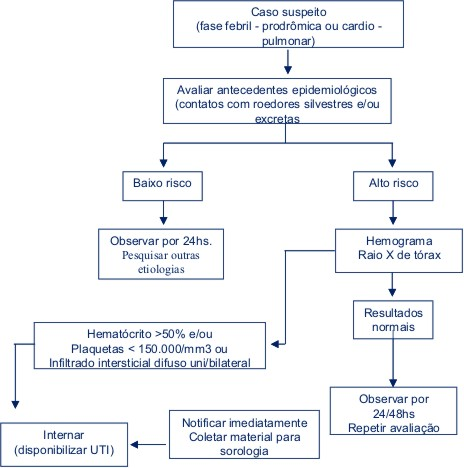 Caso suspeito
(fase febril - prodrômica ou cardio -
pulmonar)
Avaliar antecedentes epidemiológicos
(contatos com roedores silvestres e/ou
excretas
Baixo risco
Alto risco
Observar por 24hs.
Pesquisar outras
etiologias
Hemograma
Raio X de tórax
Resultados
normais
Hematócrito >50% e/ou
Plaquetas < 150.000/mm3 ou
Infiltrado intersticial difuso uni/bilateral
Observar por
24/48hs
Repetir avaliação
Notificar imediatamente
Coletar material para
sorologia
Internar
(disponibilizar UTI)